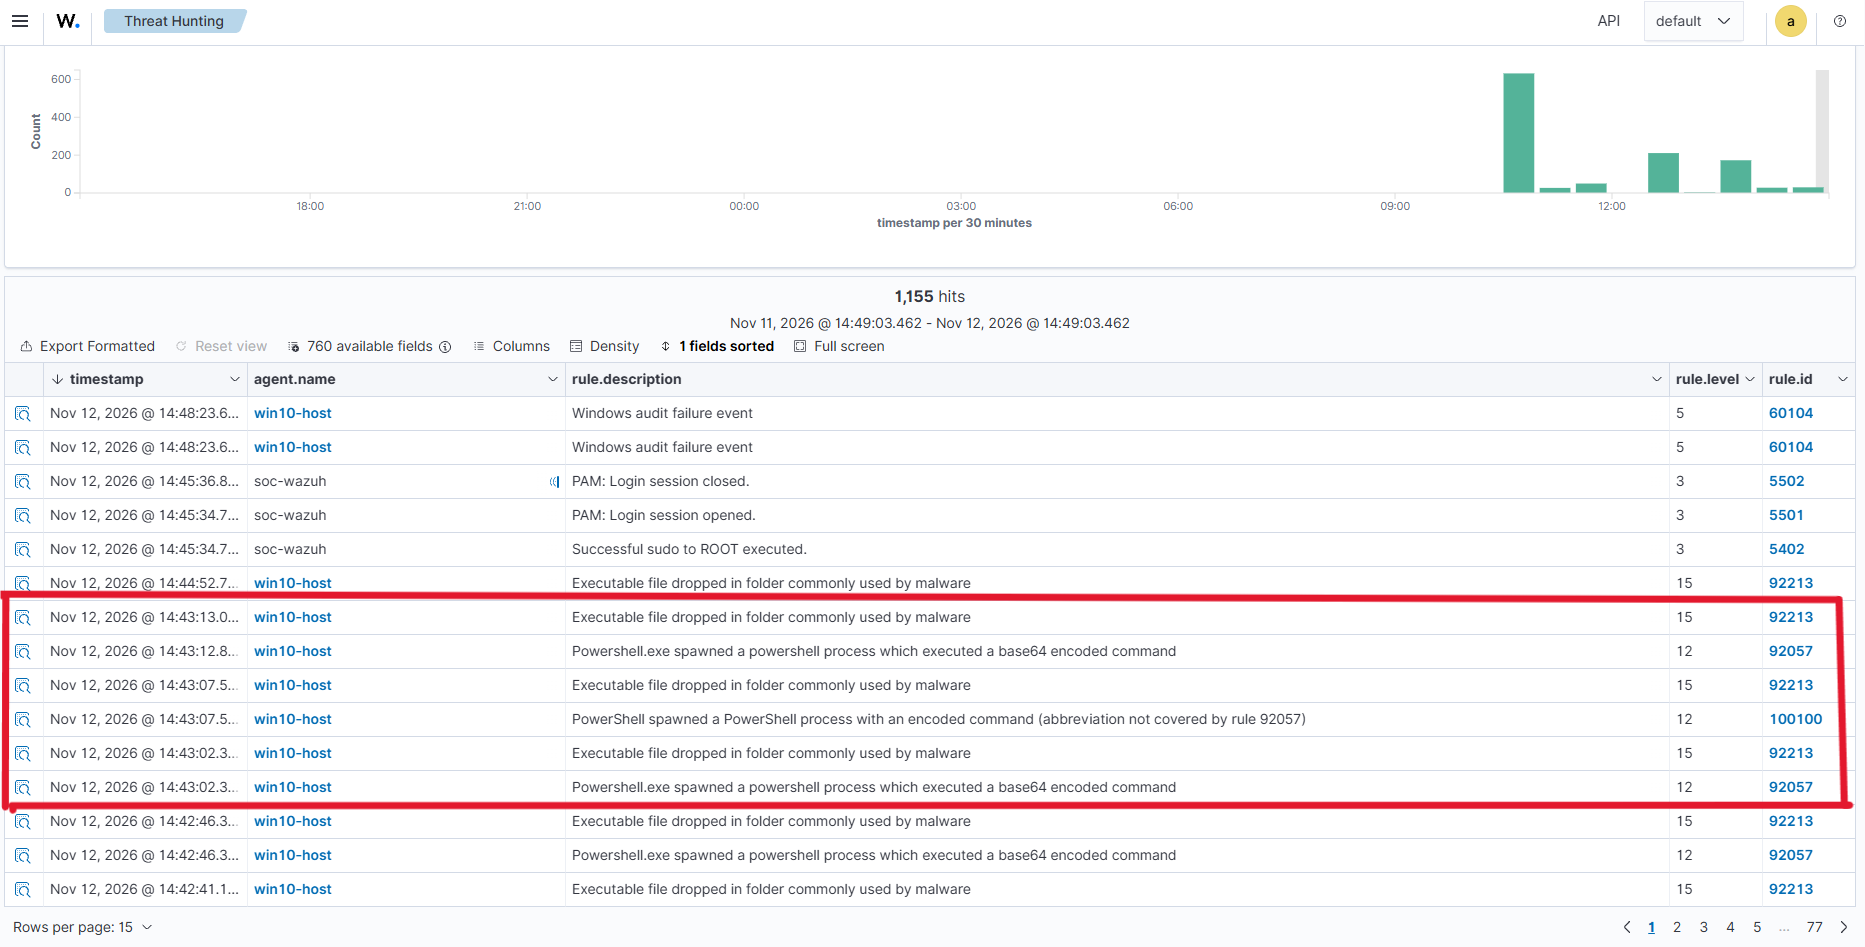 W. Threat Hunting API default a
600
400
200
0
Count
18:00 21:00 00:00 03:00 06:00 09:00 12:00
timestamp per 30 minutes
1,155 hits
Nov 11, 2026 @ 14:49:03.462 - Nov 12, 2026 @ 14:49:03.462
Export Formatted Reset view 760 available fields Columns Density 1 fields sorted Full screen
timestamp agent.name rule.description rule.level rule.id
Nov 12, 2026 @ 14:48:23.6... win10-host Windows audit failure event 5 60104
Nov 12, 2026 @ 14:48:23.6... win10-host Windows audit failure event 5 60104
Nov 12, 2026 @ 14:45:36.8... soc-wazuh PAM: Login session closed. 3 5502
Nov 12, 2026 @ 14:45:34.7... soc-wazuh PAM: Login session opened. 3 5501
Nov 12, 2026 @ 14:45:34.7... soc-wazuh Successful sudo to ROOT executed. 3 5402
Nov 12, 2026 @ 14:44:52.7... win10-host Executable file dropped in folder commonly used by malware 15 92213
Nov 12, 2026 @ 14:43:13.0... win10-host Executable file dropped in folder commonly used by malware 15 92213
Nov 12, 2026 @ 14:43:12.8... win10-host Powershell.exe spawned a powershell process which executed a base64 encoded command 12 92057
Nov 12, 2026 @ 14:43:07.5... win10-host Executable file dropped in folder commonly used by malware 15 92213
Nov 12, 2026 @ 14:43:07.5... win10-host PowerShell spawned a PowerShell process with an encoded command (abbreviation not covered by rule 92057) 12 100100
Nov 12, 2026 @ 14:43:02.3... win10-host Executable file dropped in folder commonly used by malware 15 92213
Nov 12, 2026 @ 14:43:02.3... win10-host Powershell.exe spawned a powershell process which executed a base64 encoded command 12 92057
Nov 12, 2026 @ 14:42:46.3... win10-host Executable file dropped in folder commonly used by malware 15 92213
Nov 12, 2026 @ 14:42:46.3... win10-host Powershell.exe spawned a powershell process which executed a base64 encoded command 12 92057
Nov 12, 2026 @ 14:42:41.1... win10-host Executable file dropped in folder commonly used by malware 15 92213
Rows per page: 15 1 2 3 4 5 ... 77